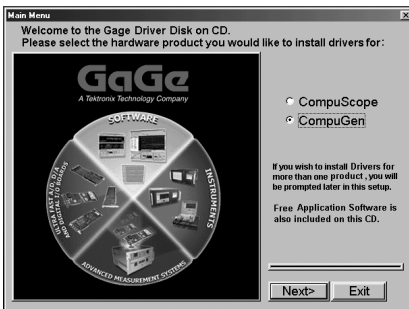 Main Menu
Welcome to the Gage Driver Disk on CD.
Please select the hardware product you would like to install drivers for:
GaGe
A Tektronix Technology Company
SOFTWARE
INSTRUMENTS
ADVANCED MEASUREMENT SYSTEMS
ULTRA FAST A/D, D/A
AND DIGITAL I/O BOARDS
CompuScope
CompuGen
If you wish to install Drivers for
more than one product, you will
be prompted later in this setup.
Free Application Software is
also included on this CD.
Next>
Exit